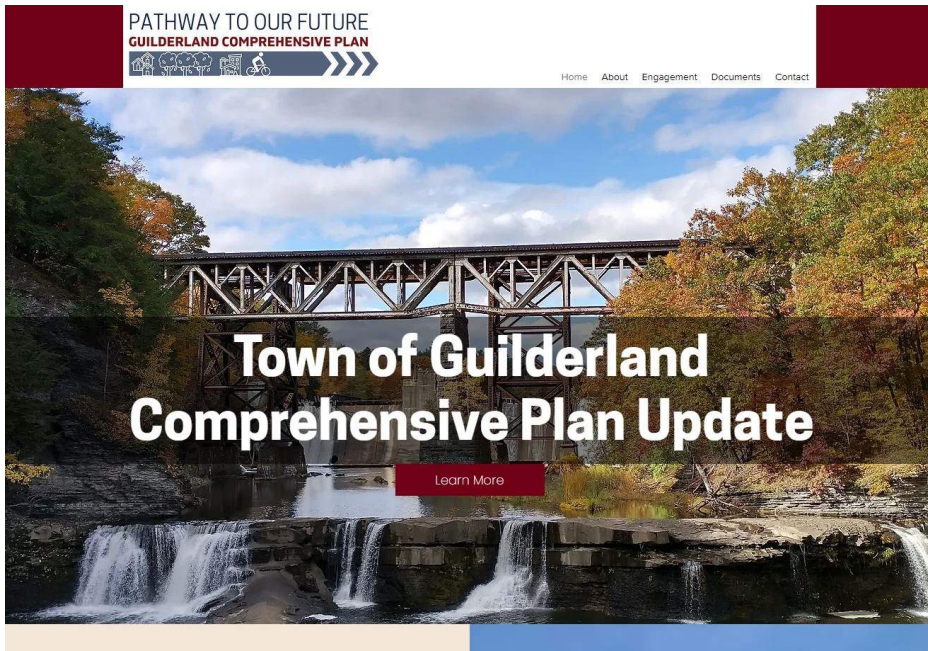 PATHWAY TO OUR FUTURE
GUILDERLAND COMPREHENSIVE PLAN
Home About Engagement Documents Contact
Town of Guilderland
Comprehensive Plan Update
Learn More